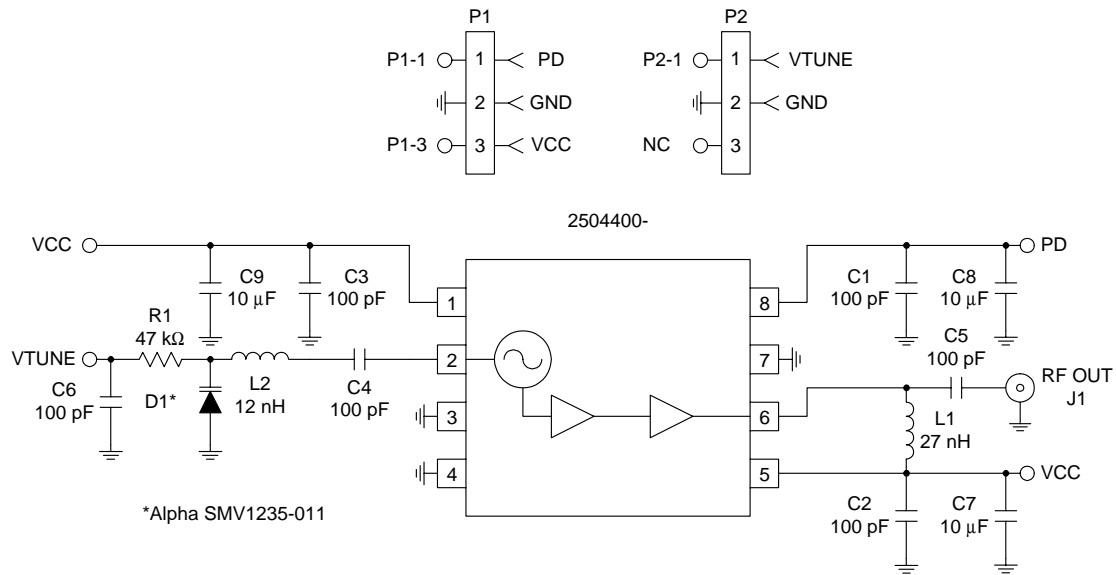 P1
P2
P1-1
1
PD
P2-1
1
VTUNE
2
GND
2
GND
P1-3
3
VCC
NC
3
2504400-
VCC
PD
C9
10 μF
C3
100 pF
C1
100 pF
C8
10 μF
1
8
R1
47 kΩ
VTUNE
2
7
C6
100 pF
D1*
L2
12 nH
C4
100 pF
C5
100 pF
RF OUT
J1
3
6
L1
27 nH
4
5
VCC
*Alpha SMV1235-011
C2
100 pF
C7
10 μF